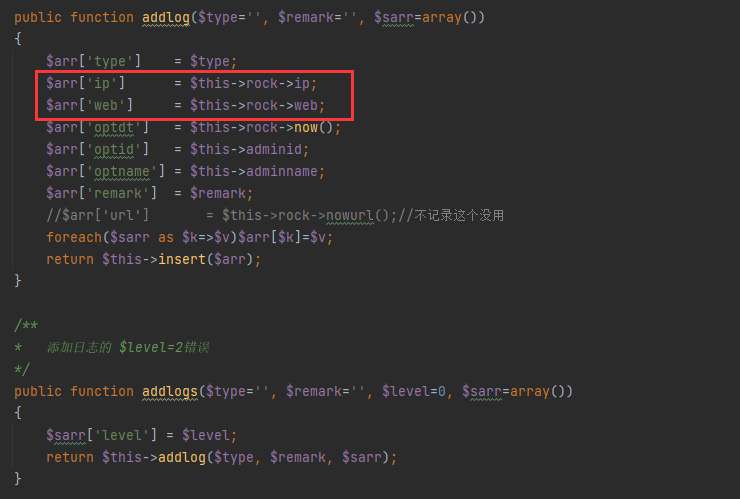 public function addlog($type='', $remark='', $sarr=array())
{
    $arr['type']    = $type;
    $arr['ip']      = $this->rock->ip;
    $arr['web']     = $this->rock->web;
    $arr['optdt']   = $this->rock->now();
    $arr['optid']   = $this->adminid;
    $arr['optname'] = $this->adminname;
    $arr['remark']  = $remark;
    //$arr['url']       = $this->rock->nowurl();//不记录这个没用
    foreach($sarr as $k=>$v)$arr[$k]=$v;
    return $this->insert($arr);
}
/**
*   添加日志的 $level=2错误
*/
public function addlogs($type='', $remark='', $level=0, $sarr=array())
{
    $sarr['level'] = $level;
    return $this->addlog($type, $remark, $sarr);
}